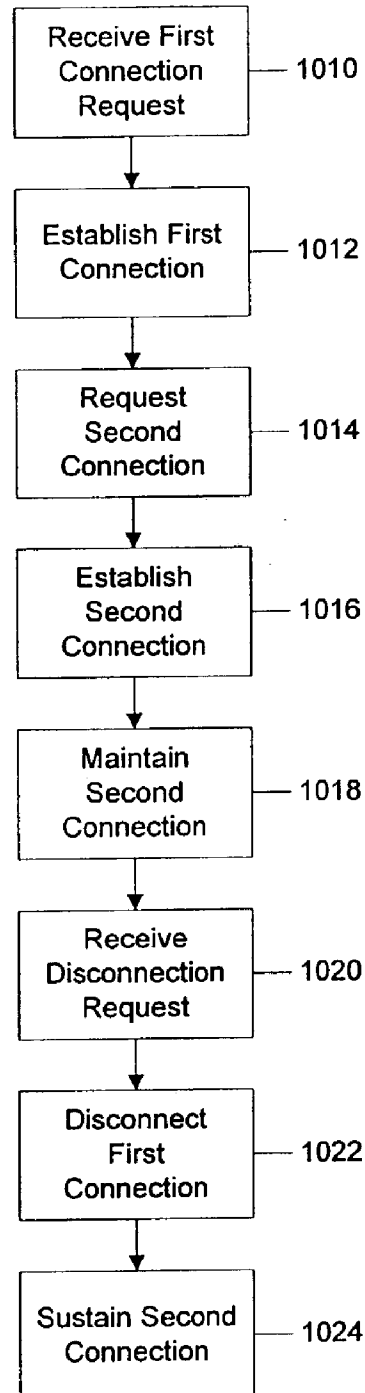 Receive First
Connection
Request
1010
Establish First
Connection
1012
Request
Second
Connection
1014
Establish
Second
Connection
1016
Maintain
Second
Connection
1018
Receive
Disconnection
Request
1020
Disconnect
First
Connection
1022
Sustain Second
Connection
1024